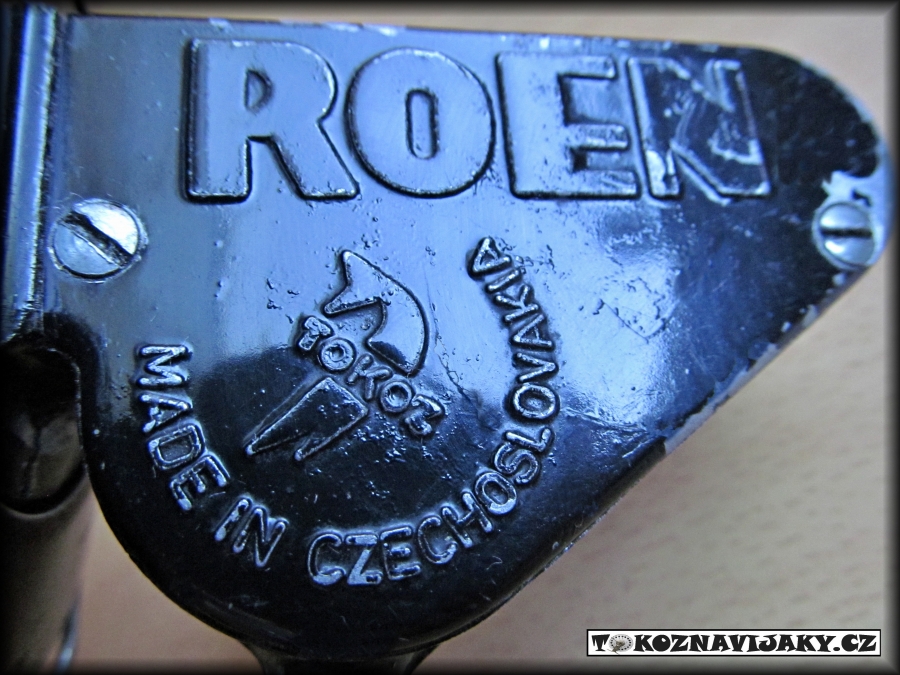 ROEN
TOKOZ
MADE IN CZECHOSLOVAKIA
TOKOZNAVIJAKY.CZ